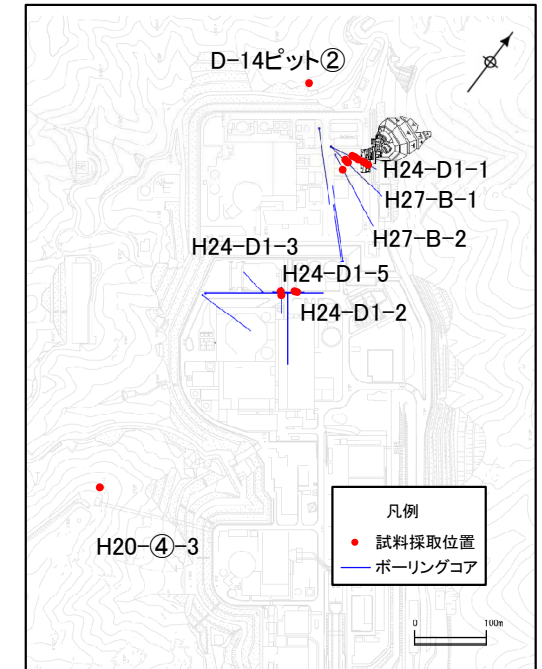 D-14ピット②
H24-D1-1
H27-B-1
H27-B-2
H24-D1-3
H24-D1-5
H24-D1-2
H20-④-3
凡例
試料採取位置
ボーリングコア
0 100m